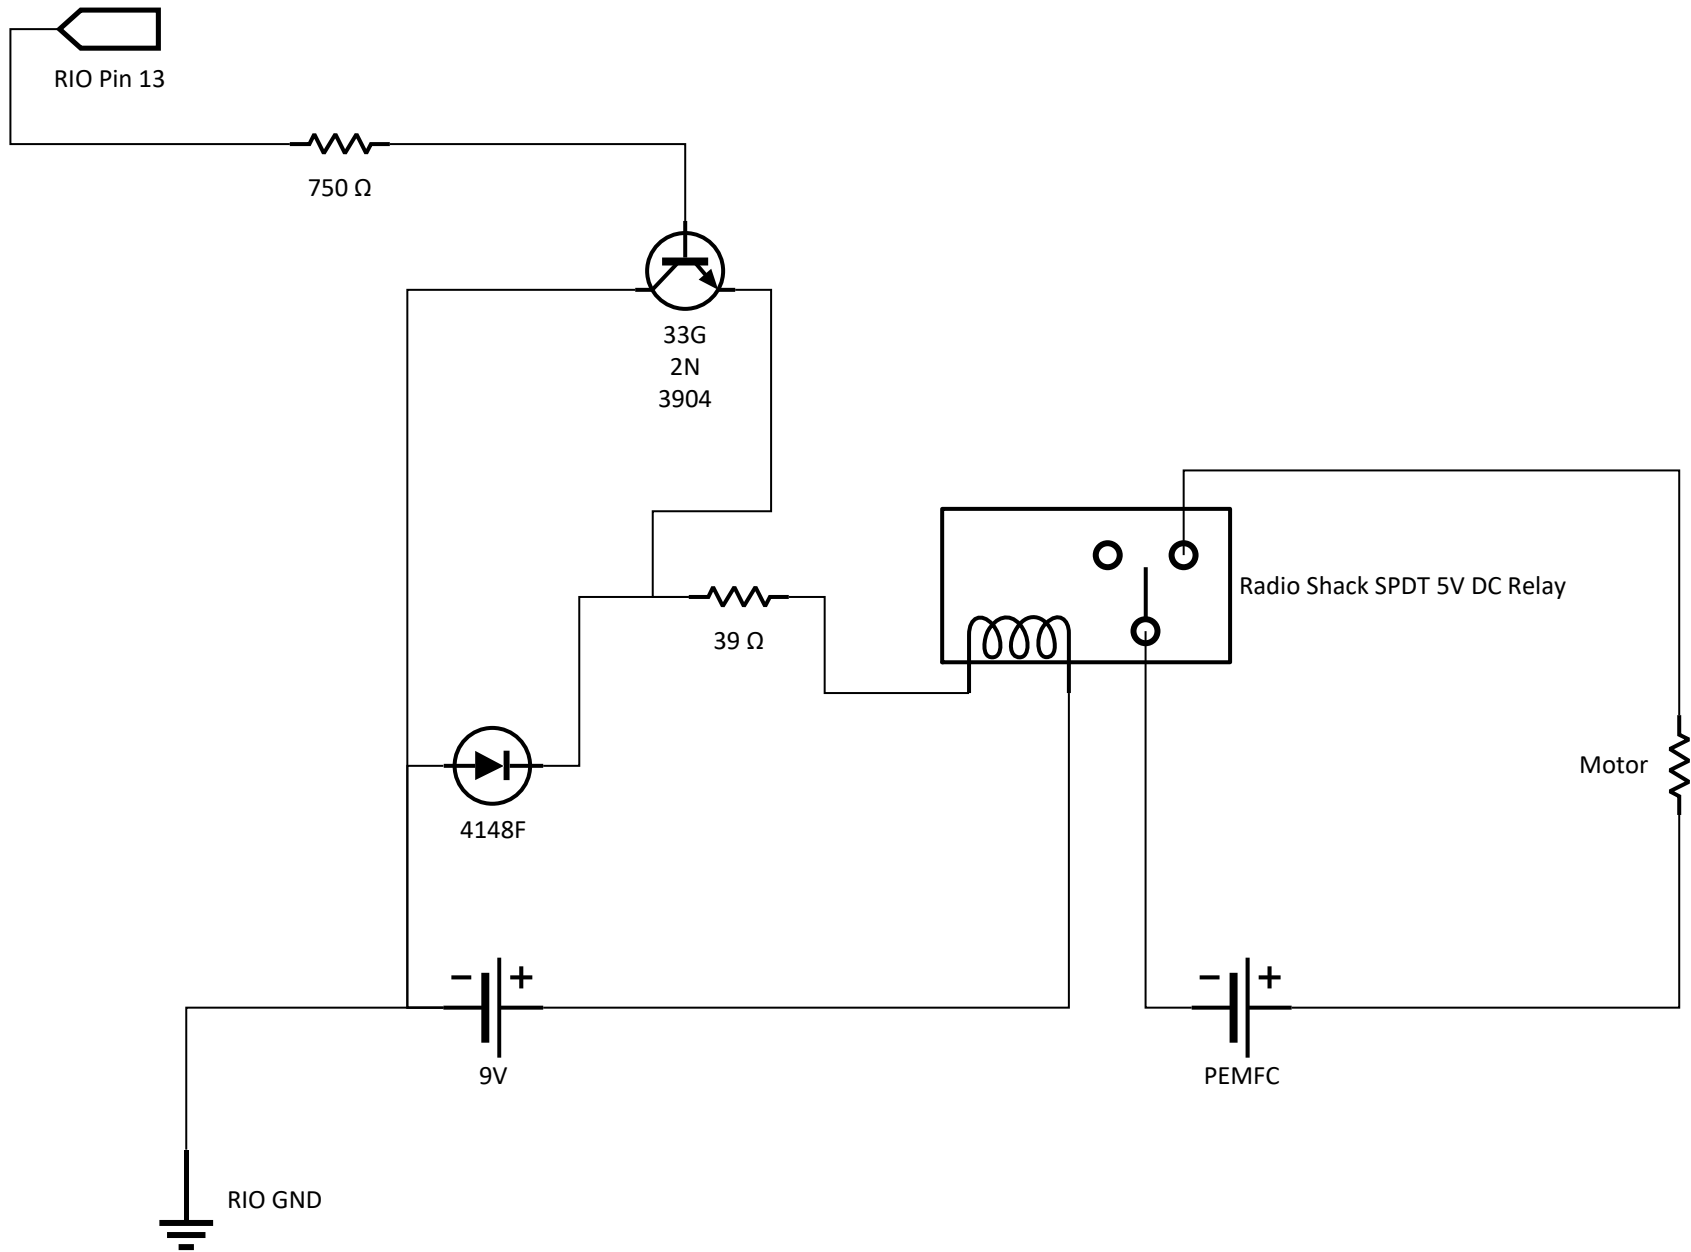 RIO Pin 13
750 Ω
33G
2N
3904
Radio Shack SPDT 5V DC Relay
39 Ω
Motor
4148F
− +
9V
− +
PEMFC
RIO GND